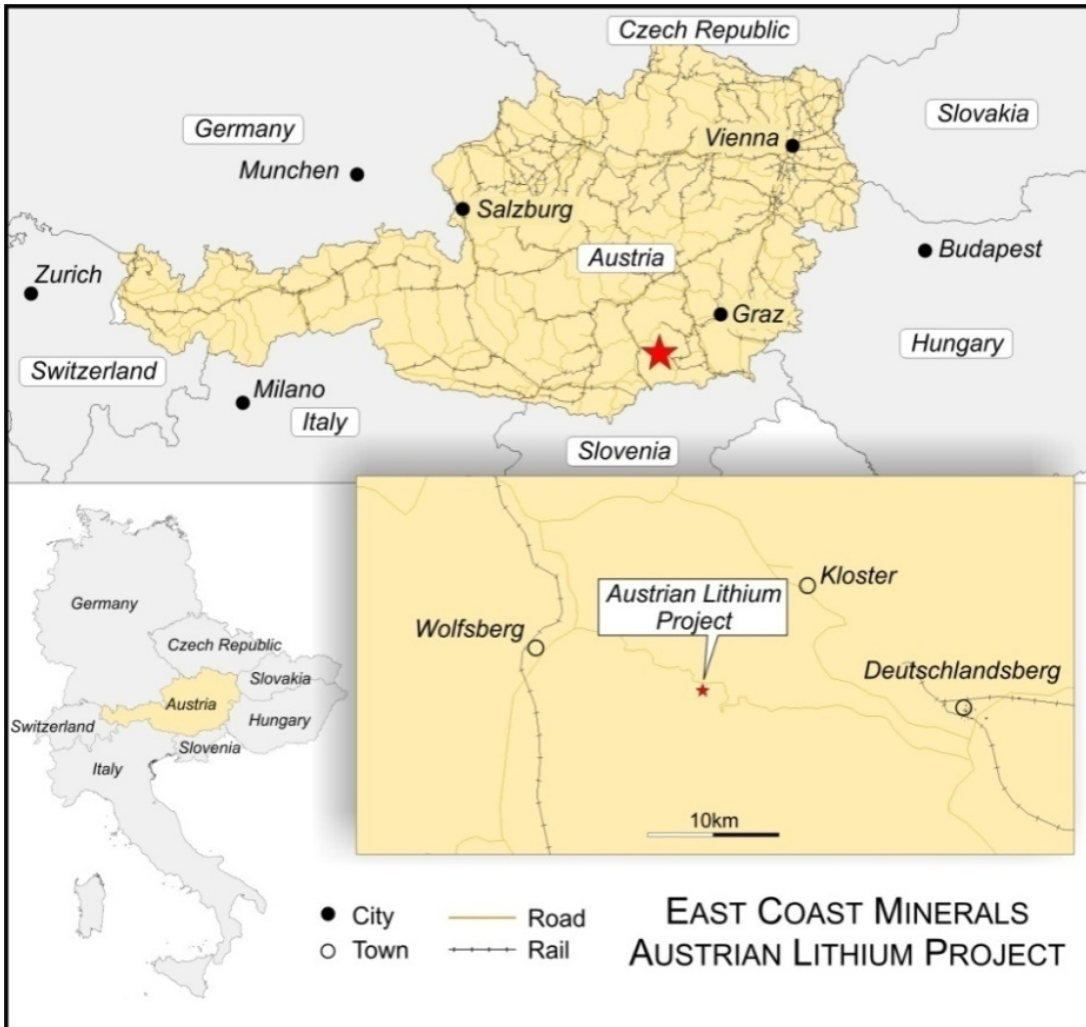 Czech Republic
Germany
Slovakia
Vienna
Munchen
Salzburg
Austria
Budapest
Zurich
Graz
Hungary
Switzerland
Milano
Italy
Slovenia
Germany
Czech Republic
Slovakia
Austria
Switzerland
Hungary
Slovenia
Italy
Kloster
Austrian Lithium
Project
Wolfsberg
Deutschlandsberg
10km
City
Road
Town
Rail
EAST COAST MINERALS
AUSTRIAN LITHIUM PROJECT